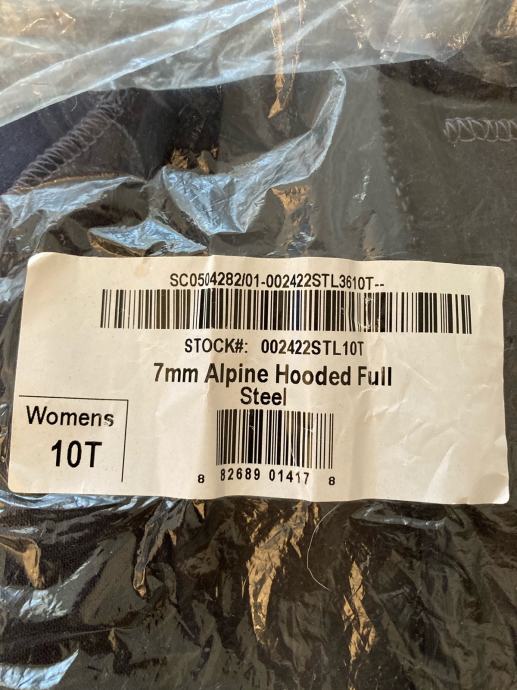 SC0504282/01-002422STL3610T--
STOCK#: 002422STL10T
7mm Alpine Hooded Full
Steel
Womens
10T
8 82689 01417 8